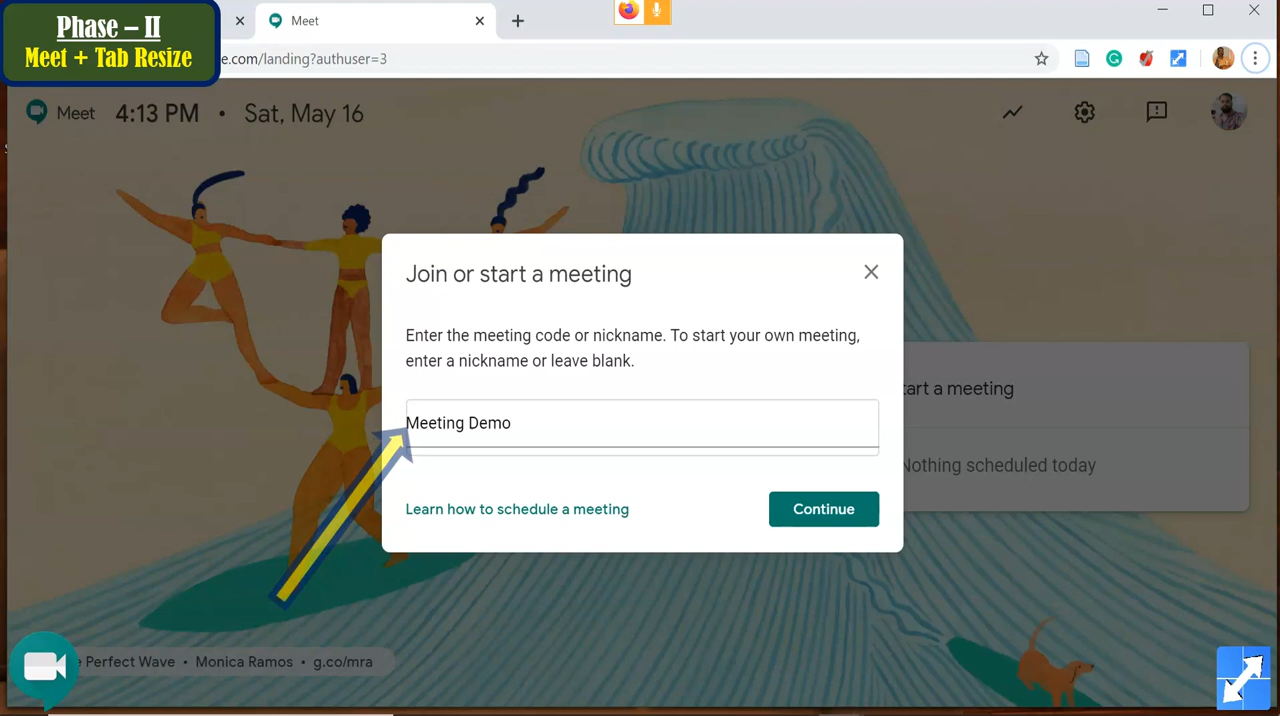 Phase – II
Meet + Tab Resize
Meet
e.com/landing?authuser=3
Meet 4:13 PM • Sat, May 16
Join or start a meeting
Enter the meeting code or nickname. To start your own meeting,
enter a nickname or leave blank.
tart a meeting
Meeting Demo
Nothing scheduled today
Learn how to schedule a meeting
Continue
Perfect Wave • Monica Ramos • g.co/mra